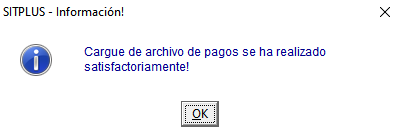 SITPLUS - Información!
Cargue de archivo de pagos se ha realizado
satisfactoriamente!
OK